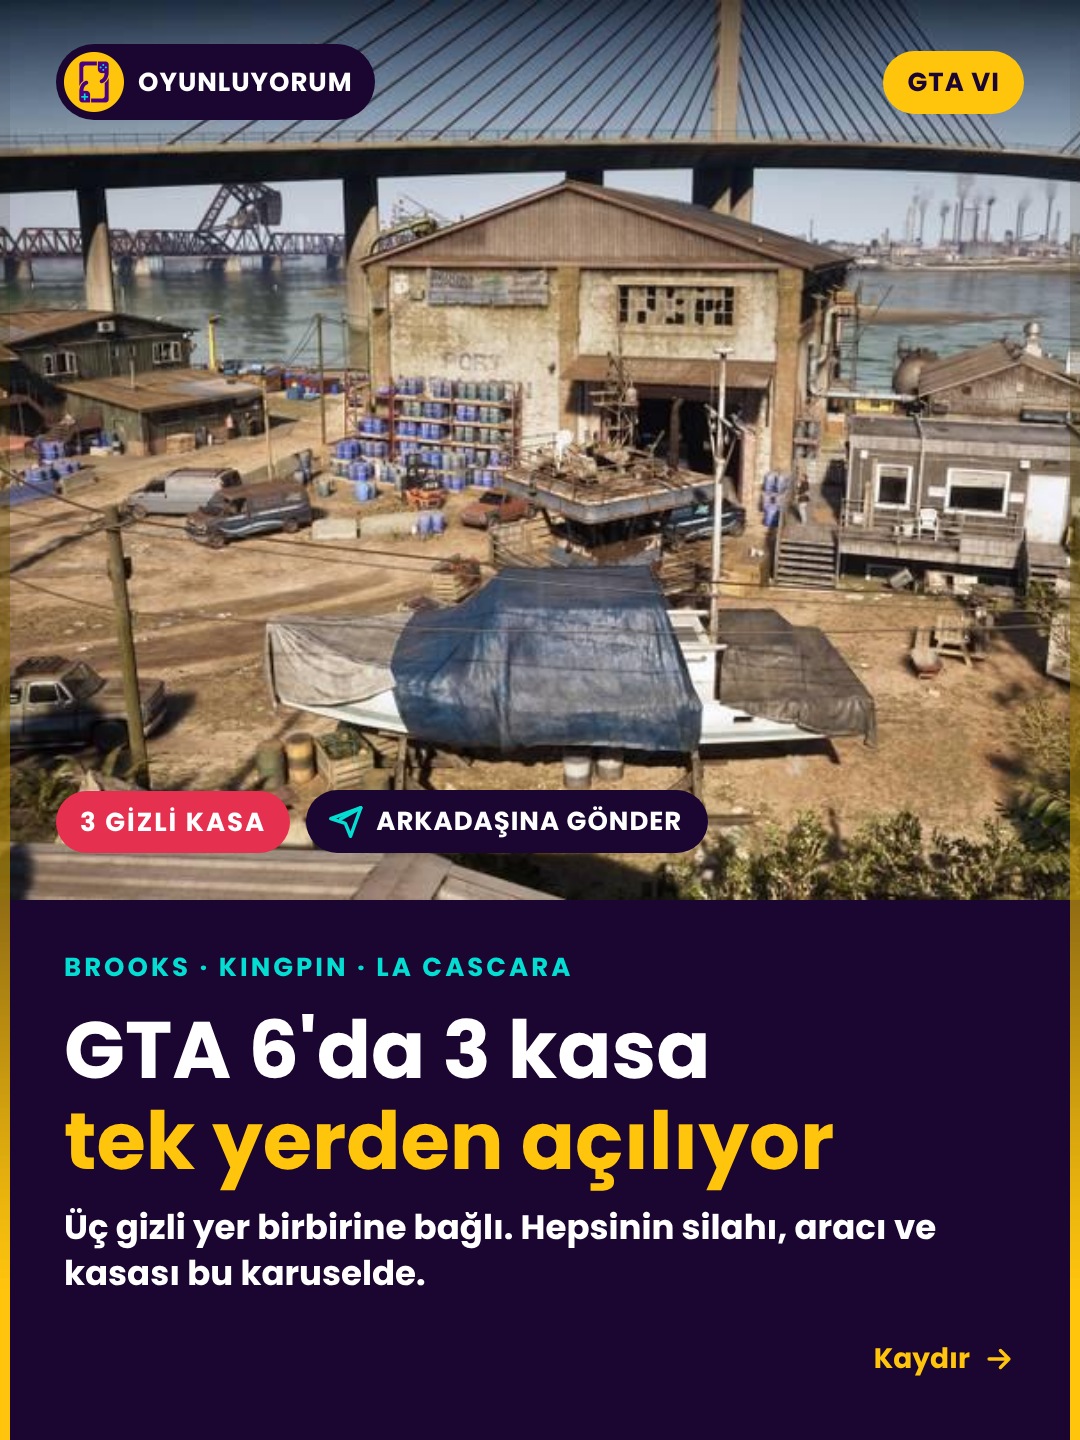 OYUNLUYORUM
GTA VI
PORT
3 GİZLİ KASA
ARKADAŞINA GÖNDER
BROOKS · KINGPIN · LA CASCARA
GTA 6'da 3 kasa
tek yerden açılıyor
Üç gizli yer birbirine bağlı. Hepsinin silahı, aracı ve
kasası bu karuselde.
Kaydır →